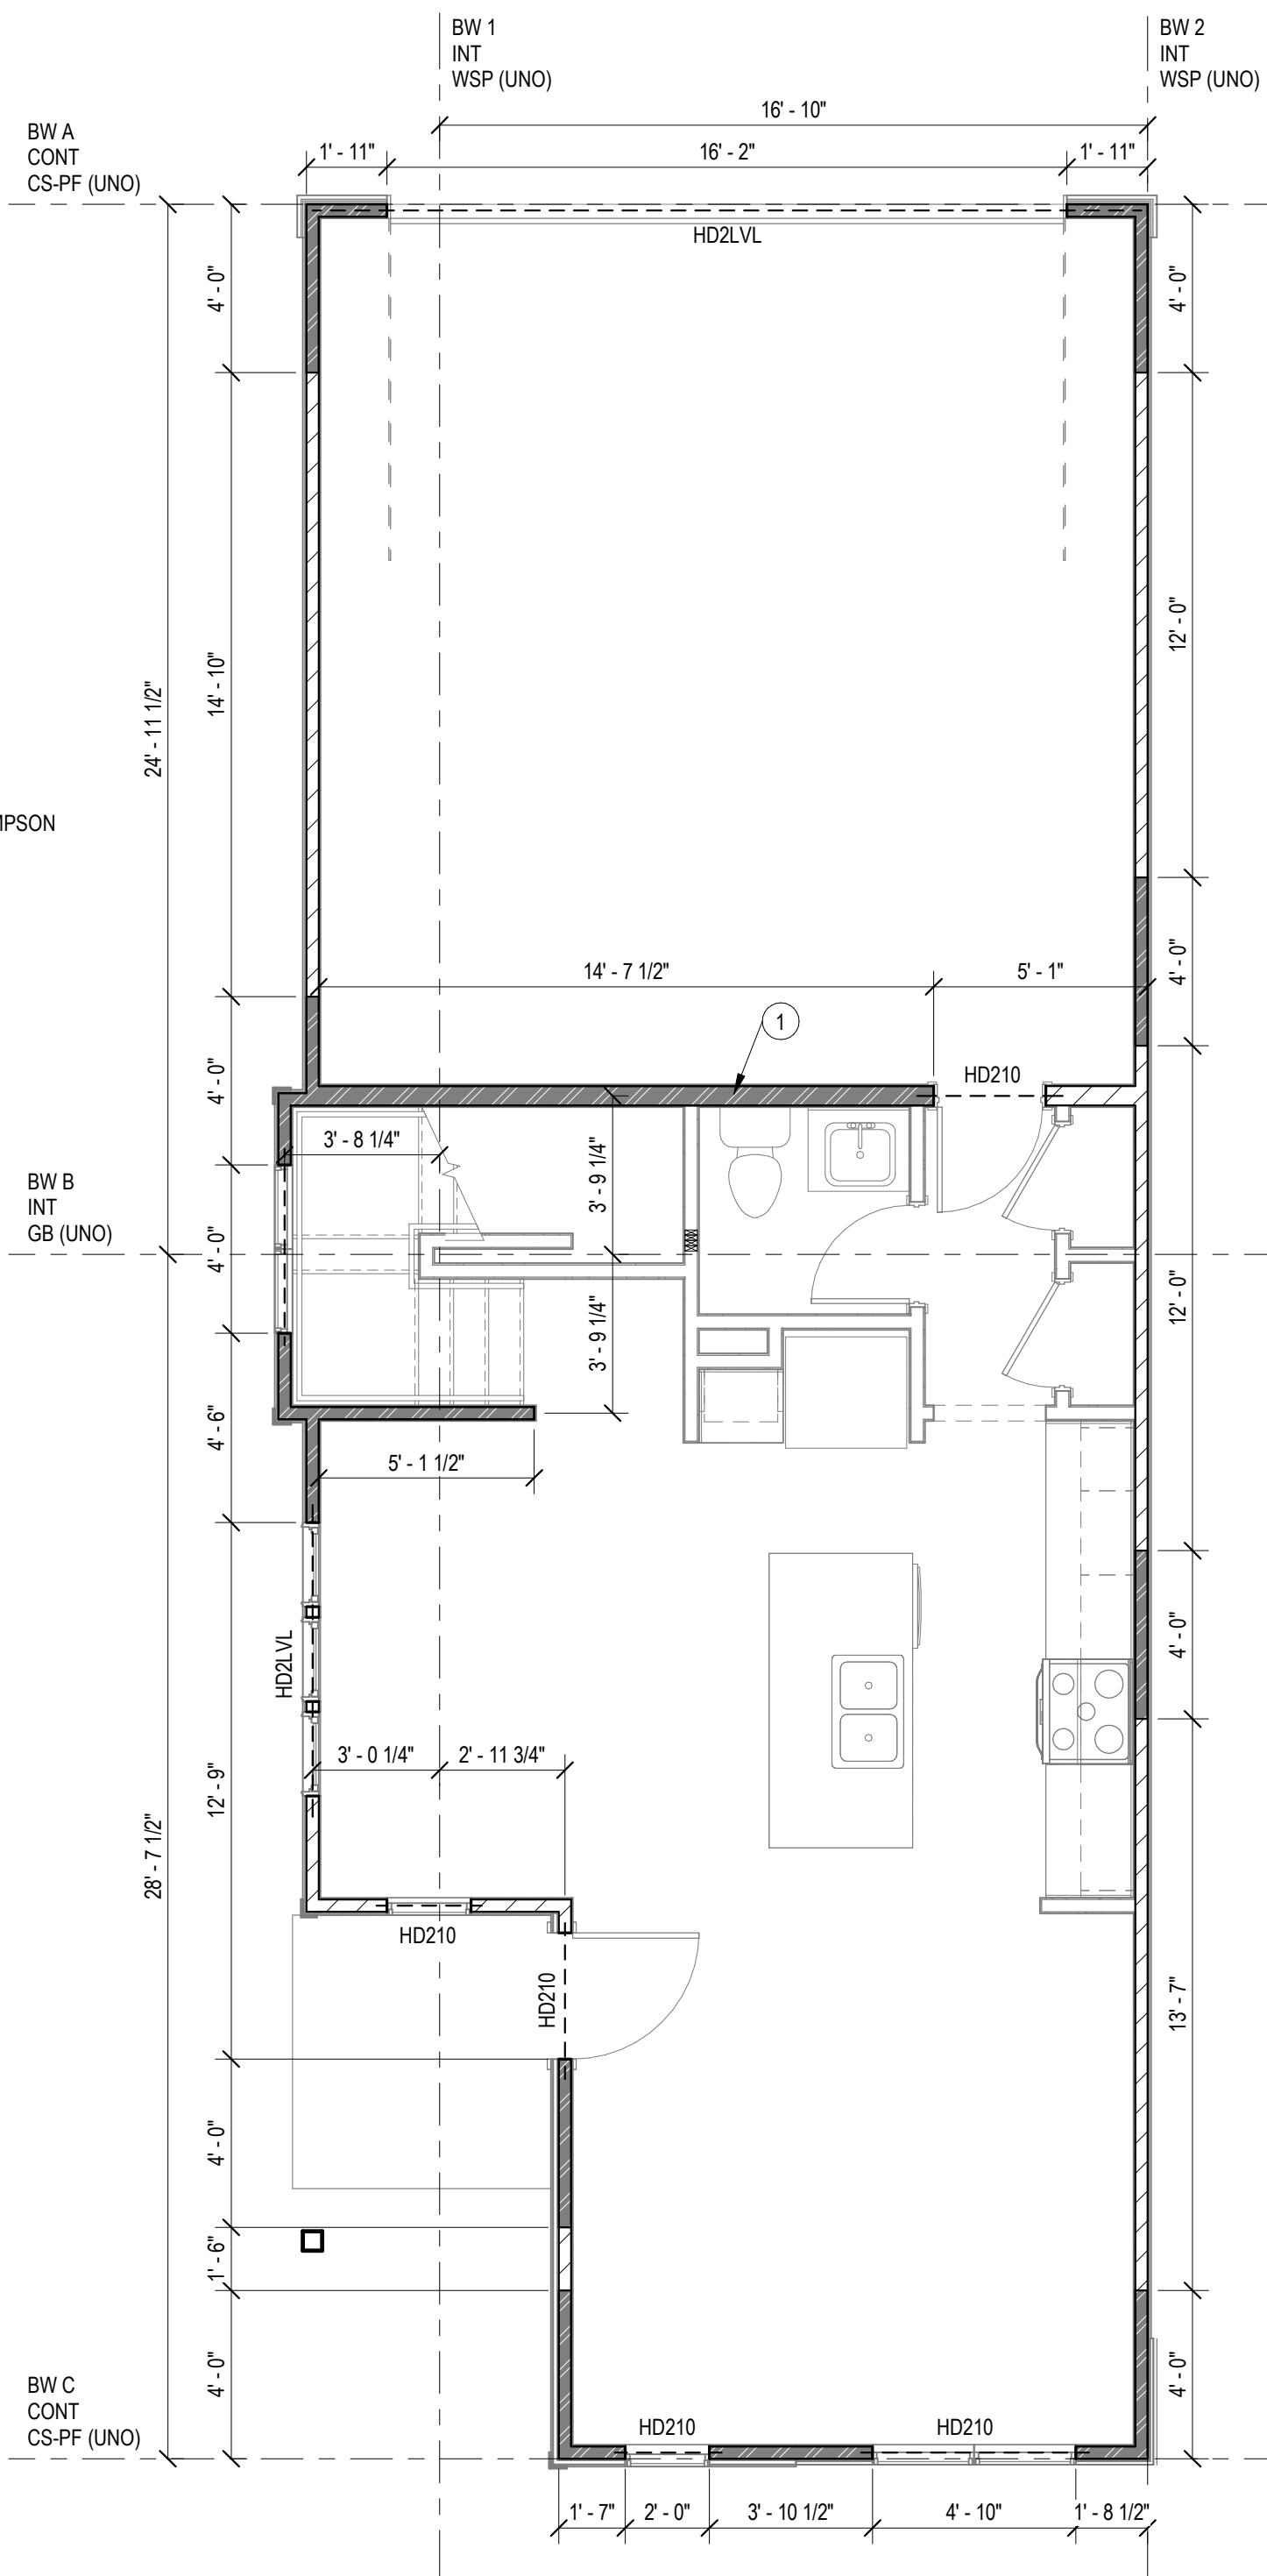 BW 1
INT
WSP (UNO)
BW 2
INT
WSP (UNO)
16' - 10"
BW A
CONT
CS-PF (UNO)
1' - 11"
16' - 2"
1' - 11"
HD2LVL
4' - 0"
4' - 0"
12' - 0"
14' - 10"
24' - 11 1/2"
MPSON
14' - 7 1/2"
5' - 1"
4' - 0"
1
HD210
4' - 0"
3' - 8 1/4"
3' - 9 1/4"
BW B
INT
GB (UNO)
4' - 0"
12' - 0"
3' - 9 1/4"
4' - 6"
5' - 1 1/2"
4' - 0"
HD2LVL
3' - 0 1/4"
2' - 11 3/4"
12' - 9"
28' - 7 1/2"
HD210
HD210
13' - 7"
4' - 0"
1' - 6"
4' - 0"
4' - 0"
BW C
CONT
CS-PF (UNO)
HD210
HD210
1' - 7"
2' - 0"
3' - 10 1/2"
4' - 10"
1' - 8 1/2"